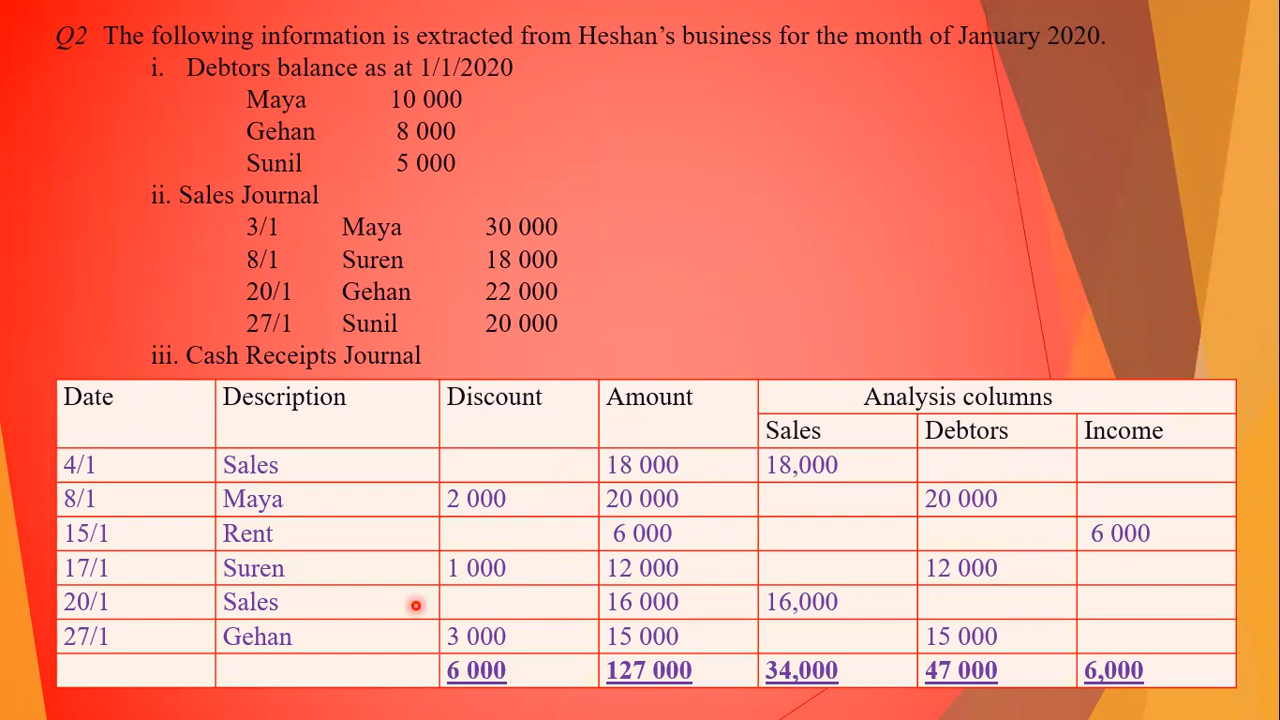 Q2 The following information is extracted from Heshan’s business for the month of January 2020.
i. Debtors balance as at 1/1/2020
Maya 10 000
Gehan 8 000
Sunil 5 000
ii. Sales Journal
3/1 Maya 30 000
8/1 Suren 18 000
20/1 Gehan 22 000
27/1 Sunil 20 000
iii. Cash Receipts Journal
Date Description Discount Amount Analysis columns
Sales Debtors Income
4/1 Sales 18 000 18,000
8/1 Maya 2 000 20 000 20 000
15/1 Rent 6 000 6 000
17/1 Suren 1 000 12 000 12 000
20/1 Sales 16 000 16,000
27/1 Gehan 3 000 15 000 15 000
6 000 127 000 34,000 47 000 6,000